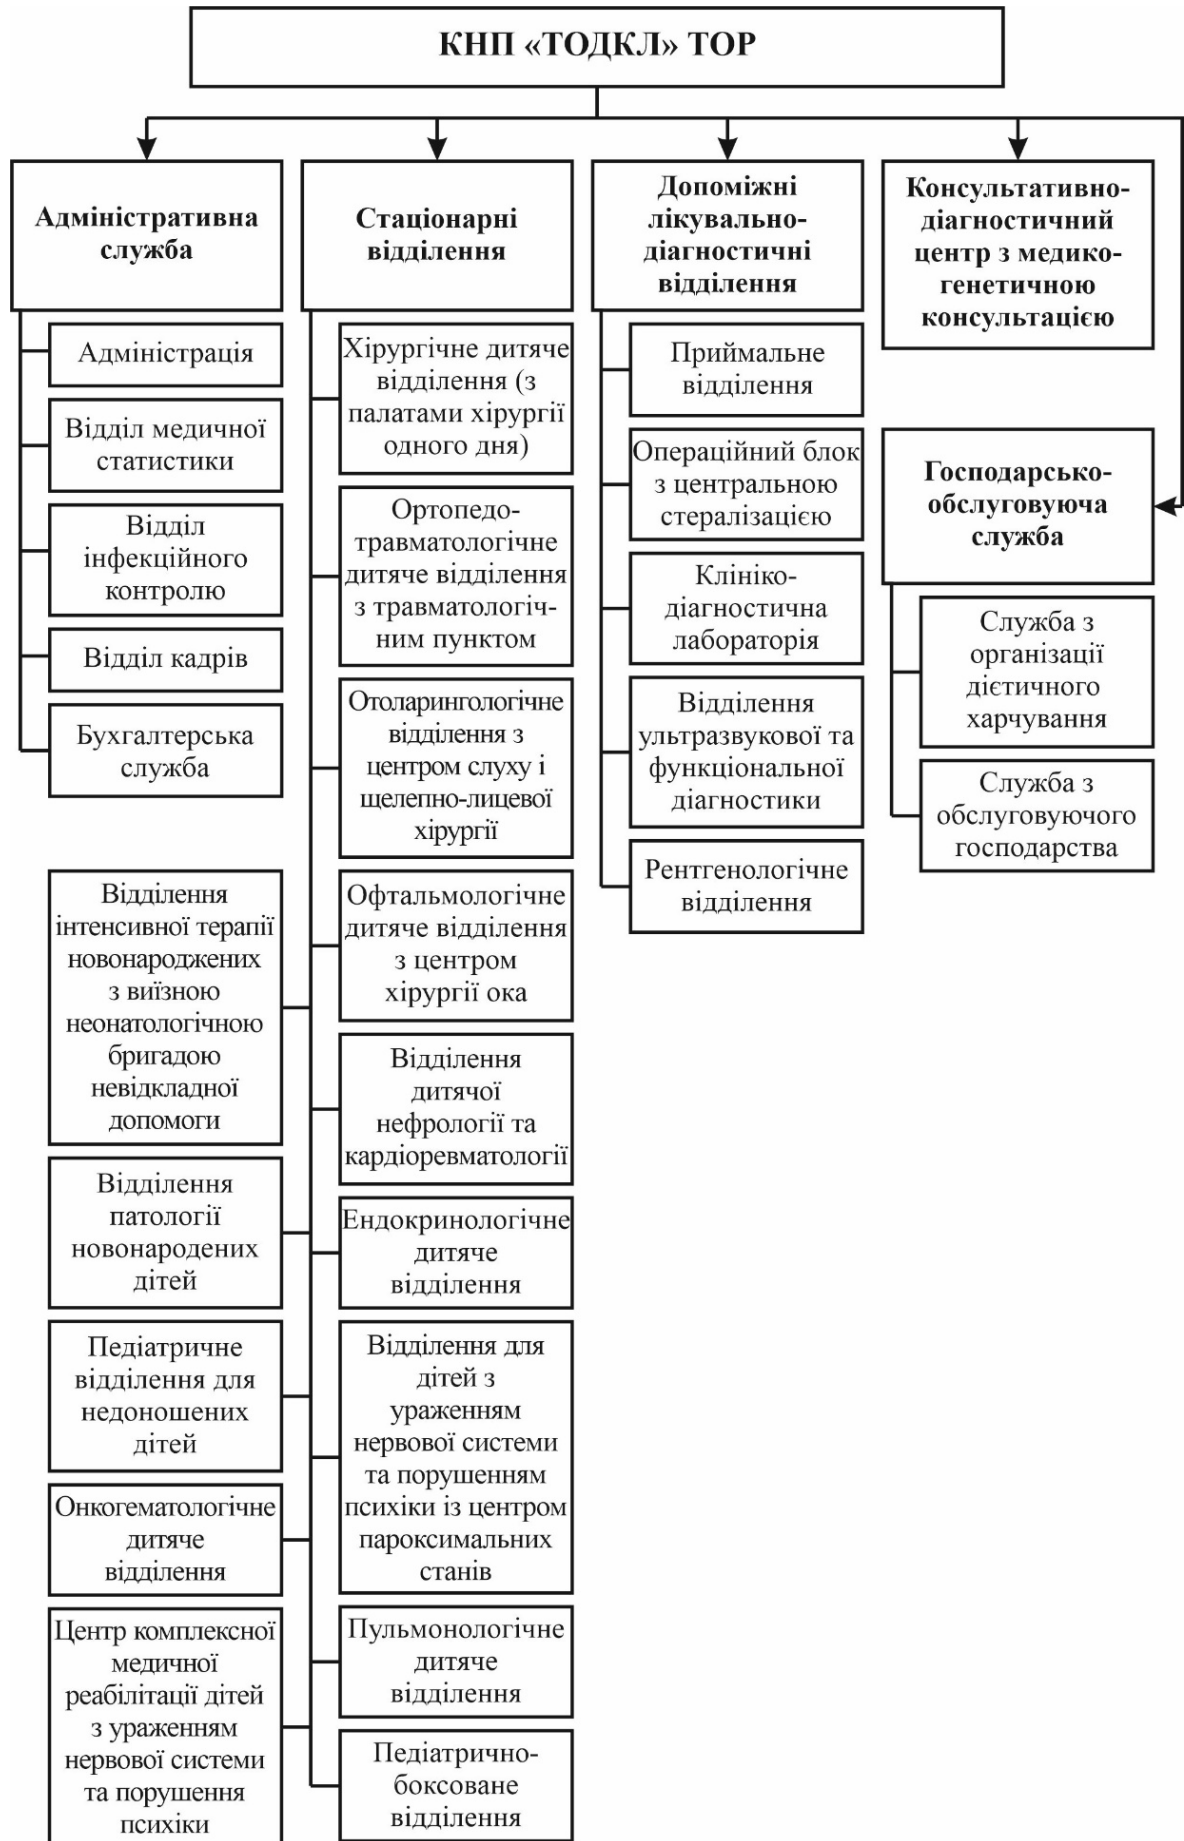 КНП «ТОДКЛ» ТОР
Адміністративна
служба
Адміністрація
Відділ медичної
статистики
Відділ
інфекційного
контролю
Відділ кадрів
Бухгалтерська
служба
Стаціонарні
відділення
Хірургічне дитяче
відділення (з
палатами хірургії
одного дня)
Ортопедо-
травматологічне
дитяче відділення
з травматологіч-
ним пунктом
Отоларингологічне
відділення з
центром слуху і
щелепно-лицевої
хірургії
Офтальмологічне
дитяче відділення
з центром
хірургії ока
Відділення
дитячої
нефрології та
кардіоревматології
Ендокринологічне
дитяче
відділення
Відділення для
дітей з
ураженням
нервової системи
та порушенням
психіки із центром
пароксимальних
станів
Пульмонологічне
дитяче
відділення
Педіатрично-
боксоване
відділення
Відділення
інтенсивної терапії
новонароджених
з виїзною
неонатологічною
бригадою
невідкладної
допомоги
Відділення
патології
новонародених
дітей
Педіатричне
відділення для
недоношених
дітей
Онкогематологічне
дитяче
відділення
Центр комплексної
медичної
реабілітації дітей
з ураженням
нервової системи
та порушення
психіки
Допоміжні
лікувально-
діагностичні
відділення
Приймальне
відділення
Операційний блок
з центральною
стералізацією
Клініко-
діагностична
лабораторія
Відділення
ультразвукової та
функціональної
діагностики
Рентгенологічне
відділення
Консультативно-
діагностичний
центр з медико-
генетичною
консультацією
Господарсько-
обслуговуюча
служба
Служба з
організації
дієтичного
харчування
Служба з
обслуговуючого
господарства